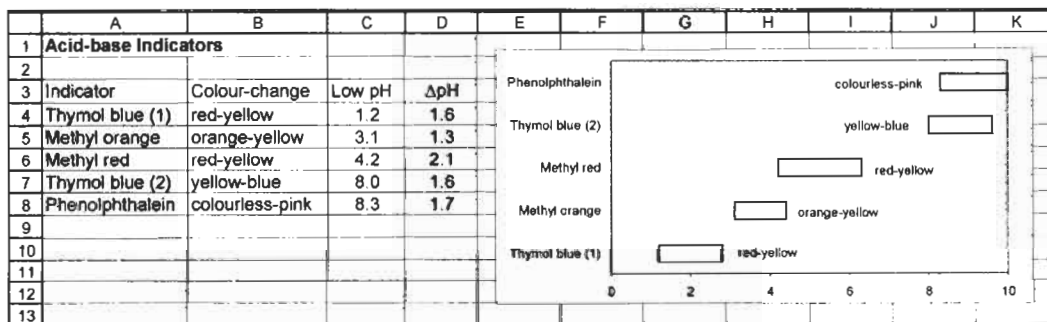 A B C D E F G H I J K
1 Acid-base Indicators
2
3 Indicator Colour-change Low pH ΔpH
4 Thymol blue (1) red-yellow 1.2 1.6
5 Methyl orange orange-yellow 3.1 1.3
6 Methyl red red-yellow 4.2 2.1
7 Thymol blue (2) yellow-blue 8.0 1.6
8 Phenolphthalein colourless-pink 8.3 1.7
9
10
11
12
13
Phenolphthalein colourless-pink
Thymol blue (2) yellow-blue
Methyl red red-yellow
Methyl orange orange-yellow
Thymol blue (1) red-yellow
0 2 4 6 8 10